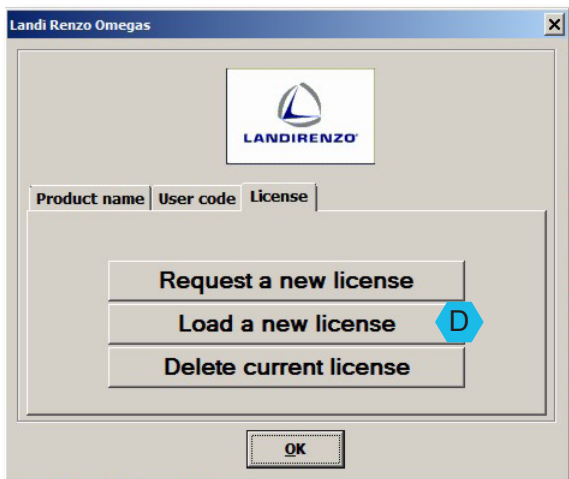 Landi Renzo Omegas
LANDIRENZO
Product name User code License
Request a new license
Load a new license D
Delete current license
OK